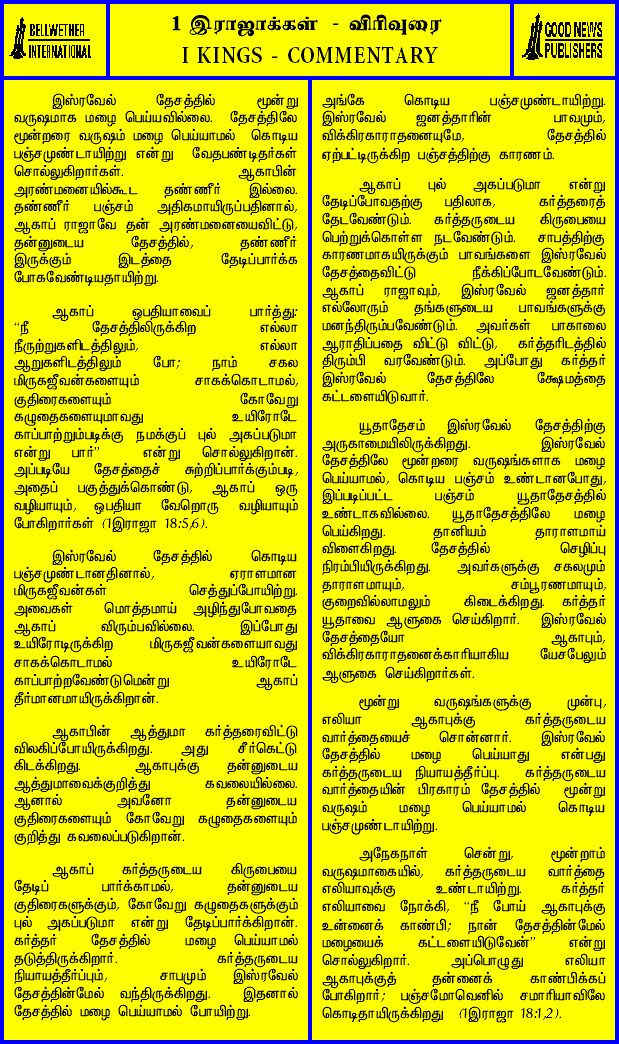 BELLWETHER
INTERNATIONAL
1 இராஜாக்கள் - விரிவுரை
I KINGS - COMMENTARY
GOOD NEWS
PUBLISHERS
இஸ்ரவேல் தேசத்தில் மூன்று
வருஷமாக மழை பெய்யவில்லை. தேசத்திலே
மூன்றரை வருஷம் மழை பெய்யாமல் கொடிய
பஞ்சமுண்டாயிற்று என்று வேதபண்டிதர்கள்
சொல்லுகிறார்கள். ஆகாபின்
அரண்மனையில்கூட தண்ணீர் இல்லை.
தண்ணீர் பஞ்சம் அதிகமாயிருப்பதினால்,
ஆகாப் ராஜாவே தன் அரண்மனையைவிட்டு,
தன்னுடைய தேசத்தில், தண்ணீர்
இருக்கும் இடத்தை தேடிப்பார்க்க
போகவேண்டியதாயிற்று.
ஆகாப் ஒபதியாவைப் பார்த்து:
“நீ தேசத்திலிருக்கிற எல்லா
நீரூற்றுகளிடத்திலும், எல்லா
ஆறுகளிடத்திலும் போ; நாம் சகல
மிருகஜீவன்களையும் சாகக்கொடாமல்,
குதிரைகளையும் கோவேறு
கழுதைகளையுமாவது உயிரோடே
காப்பாற்றும்படிக்கு நமக்குப் புல் அகப்படுமா
என்று பார்” என்று சொல்லுகிறான்.
அப்படியே தேசத்தைச் சுற்றிப்பார்க்கும்படி,
அதைப் பகுத்துக்கொண்டு, ஆகாப் ஒரு
வழியாயும், ஒபதியா வேறொரு வழியாயும்
போகிறார்கள் (1இராஜா 18:5,6).
இஸ்ரவேல் தேசத்தில் கொடிய
பஞ்சமுண்டானதினால், ஏராளமான
மிருகஜீவன்கள் செத்துப்போயிற்று.
அவைகள் மொத்தமாய் அழிந்துபோவதை
ஆகாப் விரும்பவில்லை. இப்போது
உயிரோடிருக்கிற மிருகஜீவன்களையாவது
சாகக்கொடாமல் உயிரோடே
காப்பாற்றவேண்டுமென்று ஆகாப்
தீர்மானமாயிருக்கிறான்.
ஆகாபின் ஆத்துமா கர்த்தரைவிட்டு
விலகிப்போயிருக்கிறது. அது சீர்கெட்டு
கிடக்கிறது. ஆகாபுக்கு தன்னுடைய
ஆத்துமாவைக்குறித்து கவலையில்லை.
ஆனால் அவனோ தன்னுடைய
குதிரைகளையும் கோவேறு கழுதைகளையும்
குறித்து கவலைப்படுகிறான்.
ஆகாப் கர்த்தருடைய கிருபையை
தேடிப் பார்க்காமல், தன்னுடைய
குதிரைகளுக்கும், கோவேறு கழுதைகளுக்கும்
புல் அகப்படுமா என்று தேடிப்பார்க்கிறான்.
கர்த்தர் தேசத்தில் மழை பெய்யாமல்
தடுத்திருக்கிறார். கர்த்தருடைய
நியாயத்தீர்ப்பும், சாபமும் இஸ்ரவேல்
தேசத்தின்மேல் வந்திருக்கிறது. இதனால்
தேசத்தில் மழை பெய்யாமல் போயிற்று.
அங்கே கொடிய பஞ்சமுண்டாயிற்று.
இஸ்ரவேல் ஜனத்தாரின் பாவமும்,
விக்கிரகாராதனையுமே, தேசத்தில்
ஏற்பட்டிருக்கிற பஞ்சத்திற்கு காரணம்.
ஆகாப் புல் அகப்படுமா என்று
தேடிப்போவதற்கு பதிலாக, கர்த்தரைத்
தேடவேண்டும். கர்த்தருடைய கிருபையை
பெற்றுக்கொள்ள நடவேண்டும். சாபத்திற்கு
காரணமாகயிருக்கும் பாவங்களை இஸ்ரவேல்
தேசத்தைவிட்டு நீக்கிப்போடவேண்டும்.
ஆகாப் ராஜாவும், இஸ்ரவேல் ஜனத்தார்
எல்லோரும் தங்களுடைய பாவங்களுக்கு
மனந்திரும்பவேண்டும். அவர்கள் பாகாலை
ஆராதிப்பதை விட்டு விட்டு, கர்த்தரிடத்தில்
திரும்பி வரவேண்டும். அப்போது கர்த்தர்
இஸ்ரவேல் தேசத்திலே க்ஷேமத்தை
கட்டளையிடுவார்.
யூதாதேசம் இஸ்ரவேல் தேசத்திற்கு
அருகாமையிலிருக்கிறது. இஸ்ரவேல்
தேசத்திலே மூன்றரை வருஷங்களாக மழை
பெய்யாமல், கொடிய பஞ்சம் உண்டானபோது,
இப்படிப்பட்ட பஞ்சம் யூதாதேசத்தில்
உண்டாகவில்லை. யூதாதேசத்திலே மழை
பெய்கிறது. தானியம் தாராளமாய்
விளைகிறது. தேசத்தில் செழிப்பு
நிரம்பியிருக்கிறது. அவர்களுக்கு சகலமும்
தாராளமாயும், சம்பூரணமாயும்,
குறைவில்லாமலும் கிடைக்கிறது. கர்த்தர்
யூதாவை ஆளுகை செய்கிறார். இஸ்ரவேல்
தேசத்தையோ ஆகாபும்,
விக்கிரகாராதனைக்காரியாகிய யேசபேலும்
ஆளுகை செய்கிறார்கள்.
மூன்று வருஷங்களுக்கு முன்பு,
எலியா ஆகாபுக்கு கர்த்தருடைய
வார்த்தையைச் சொன்னார். இஸ்ரவேல்
தேசத்தில் மழை பெய்யாது என்பது
கர்த்தருடைய நியாயத்தீர்ப்பு. கர்த்தருடைய
வார்த்தையின் பிரகாரம் தேசத்தில் மூன்று
வருஷம் மழை பெய்யாமல் கொடிய
பஞ்சமுண்டாயிற்று.
அநேகநாள் சென்று, மூன்றாம்
வருஷமாகையில், கர்த்தருடைய வார்த்தை
எலியாவுக்கு உண்டாயிற்று. கர்த்தர்
எலியாவை நோக்கி, “நீ போய் ஆகாபுக்கு
உன்னைக் காண்பி; நான் தேசத்தின்மேல்
மழையைக் கட்டளையிடுவேன்” என்று
சொல்லுகிறார். அப்பொழுது எலியா
ஆகாபுக்குத் தன்னைக் காண்பிக்கப்
போகிறார்; பஞ்சமோவெனில் சமாரியாவிலே
கொடிதாயிருக்கிறது (1இராஜா 18:1,2).